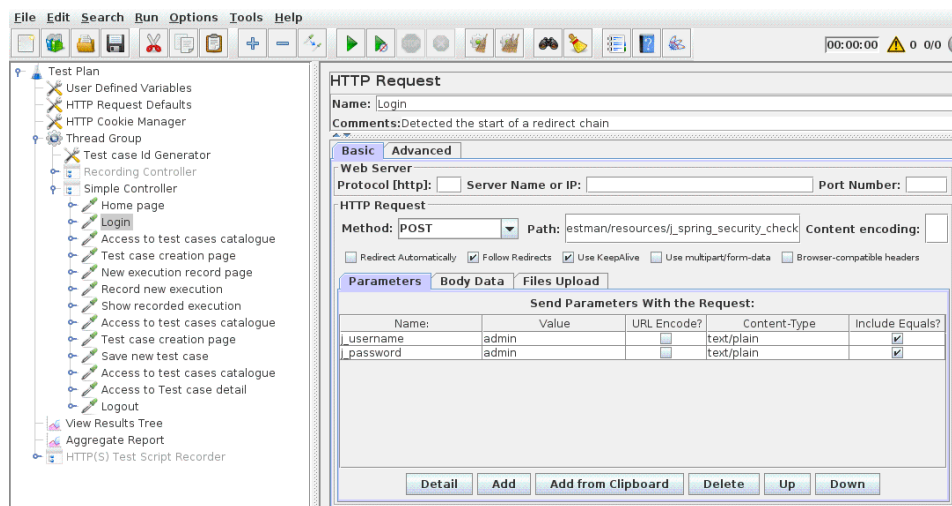 File Edit Search Run Options Tools Help
00:00:00 0 0/0
Test Plan
User Defined Variables
HTTP Request Defaults
HTTP Cookie Manager
Thread Group
Test case Id Generator
Recording Controller
Simple Controller
Home page
Login
Access to test cases catalogue
Test case creation page
New execution record page
Record new execution
Show recorded execution
Access to test cases catalogue
Test case creation page
Save new test case
Access to test cases catalogue
Access to Test case detail
Logout
View Results Tree
Aggregate Report
HTTP(S) Test Script Recorder
HTTP Request
Name: Login
Comments: Detected the start of a redirect chain
Basic Advanced
Web Server
Protocol [http]: Server Name or IP: Port Number:
HTTP Request
Method: POST Path: estman/resources/j_spring_security_check Content encoding:
Redirect Automatically Follow Redirects Use KeepAlive Use multipart/form-data Browser-compatible headers
Parameters Body Data Files Upload
Send Parameters With the Request:
Name: Value URL Encode? Content-Type Include Equals?
j_username admin text/plain
j_password admin text/plain
Detail Add Add from Clipboard Delete Up Down